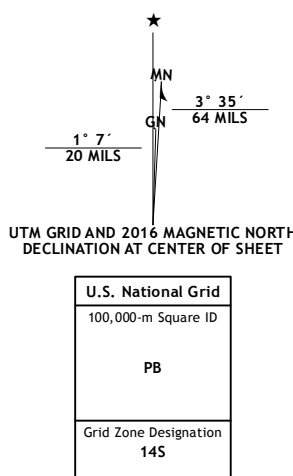 ★
MN
3° 35´
64 MILS
GN
1° 7´
20 MILS
UTM GRID AND 2016 MAGNETIC NORTH
DECLINATION AT CENTER OF SHEET
U.S. National Grid
100,000-m Square ID
PB
Grid Zone Designation
14S